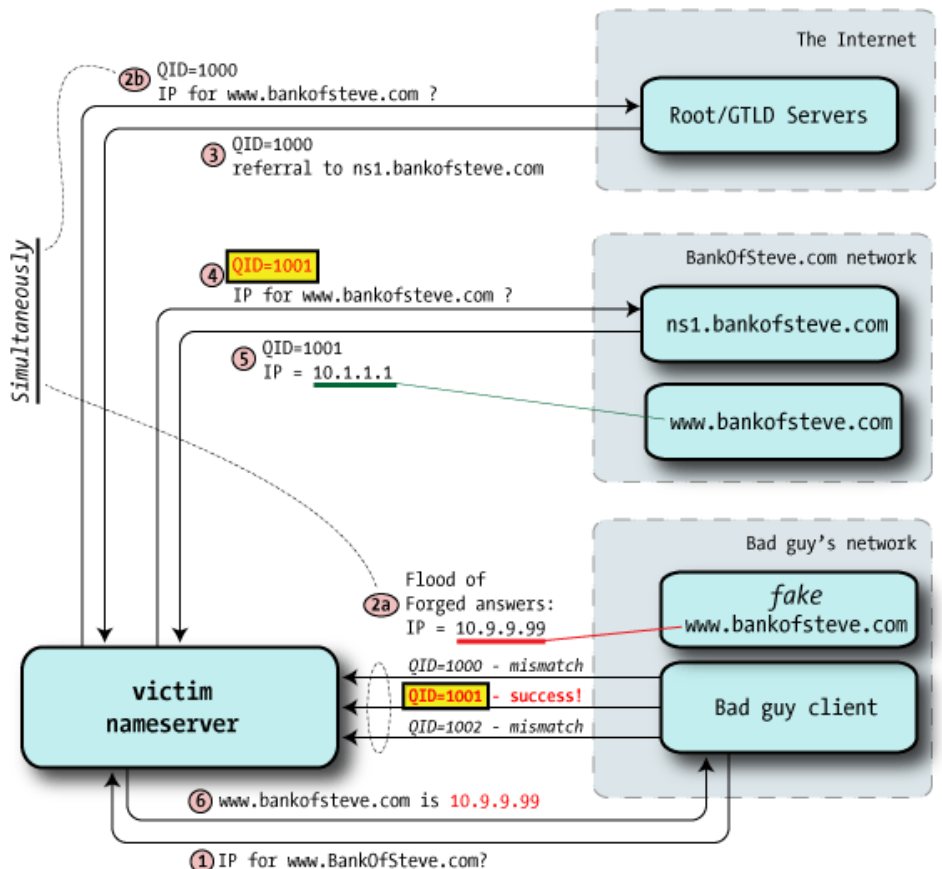 The Internet
2b
QID=1000
IP for www.bankofsteve.com ?
Root/GTLD Servers
3
QID=1000
referral to ns1.bankofsteve.com
Simultaneously
BankOfSteve.com network
4
QID=1001
IP for www.bankofsteve.com ?
ns1.bankofsteve.com
5
QID=1001
IP = 10.1.1.1
www.bankofsteve.com
Bad guy's network
2a
Flood of
Forged answers:
IP = 10.9.9.99
fake
www.bankofsteve.com
victim
nameserver
QID=1000 - mismatch
QID=1001 - success!
QID=1002 - mismatch
Bad guy client
6 www.bankofsteve.com is 10.9.9.99
1 IP for www.BankOfSteve.com?